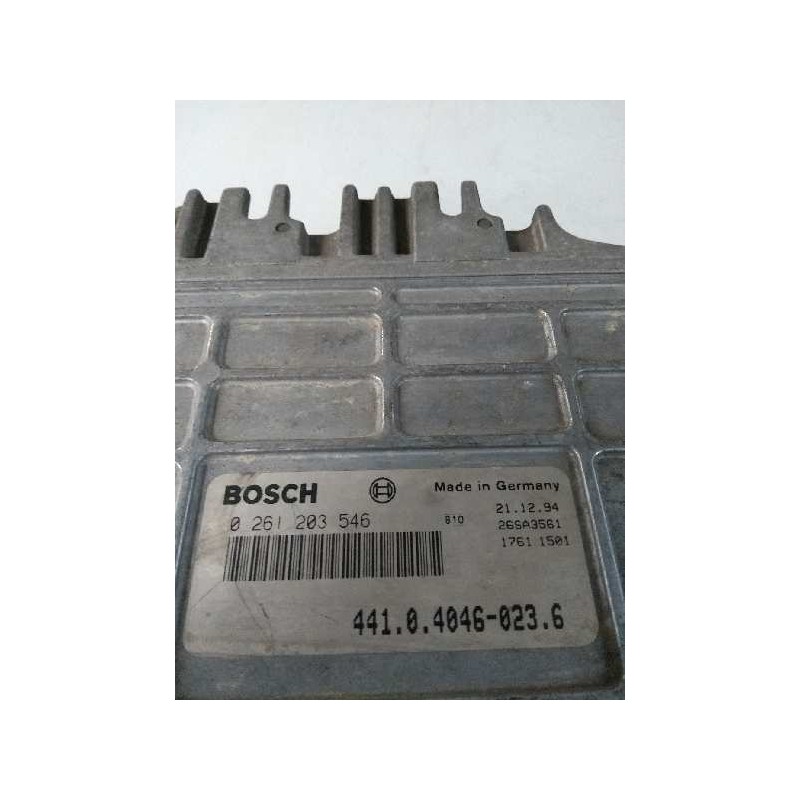 BOSCH
Made in Germany
0 261 203 546
810
21.12.94
26SA3561
1761 1501
441.0.4046-023.6